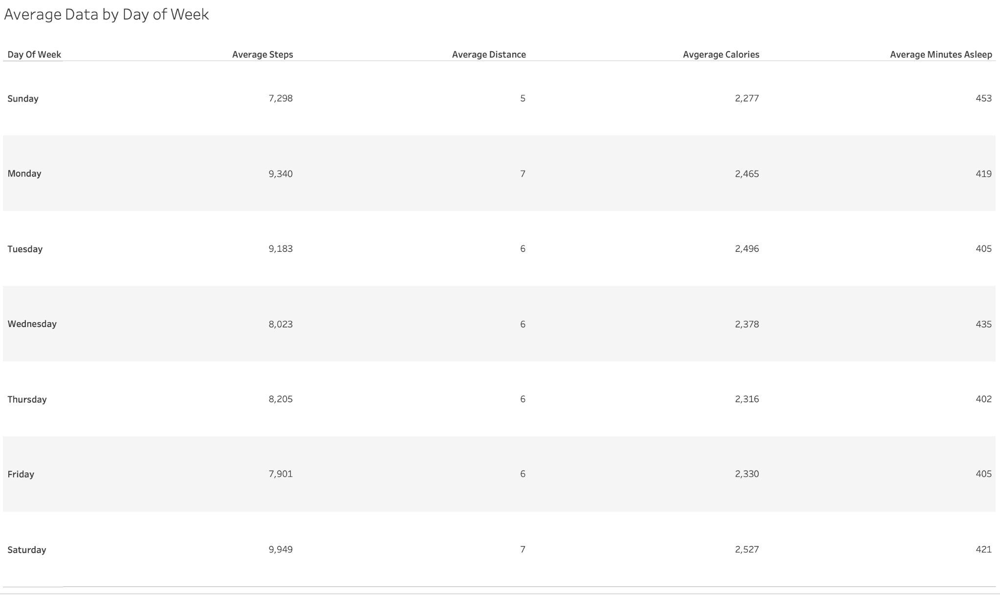 Average Data by Day of Week
Day Of Week Average Steps Average Distance Avgerage Calories Average Minutes Asleep
Sunday 7,298 5 2,277 453
Monday 9,340 7 2,465 419
Tuesday 9,183 6 2,496 405
Wednesday 8,023 6 2,378 435
Thursday 8,205 6 2,316 402
Friday 7,901 6 2,330 405
Saturday 9,949 7 2,527 421